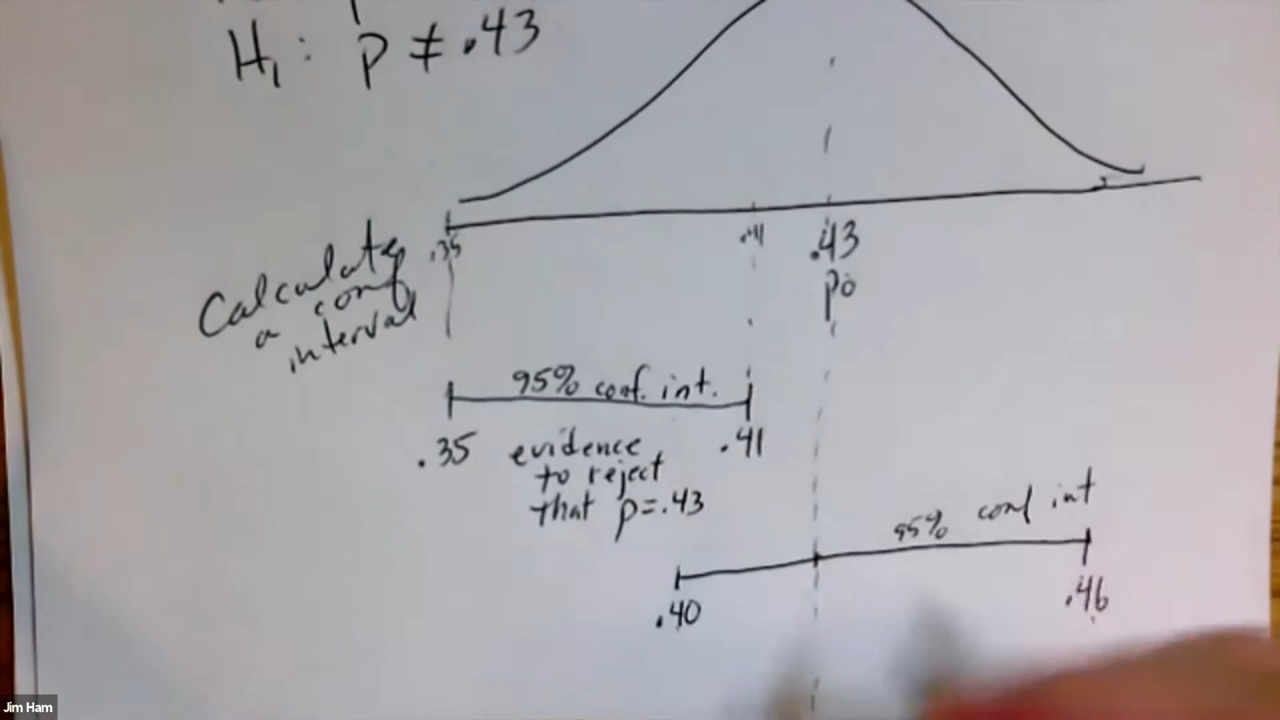 H₁: p ≠ .43
.35
.41
.43
po
Calculate
a conf
interval
95% conf. int.
.35
.41
evidence
to reject
that p=.43
95% conf int
.40
.46
Jim Ham